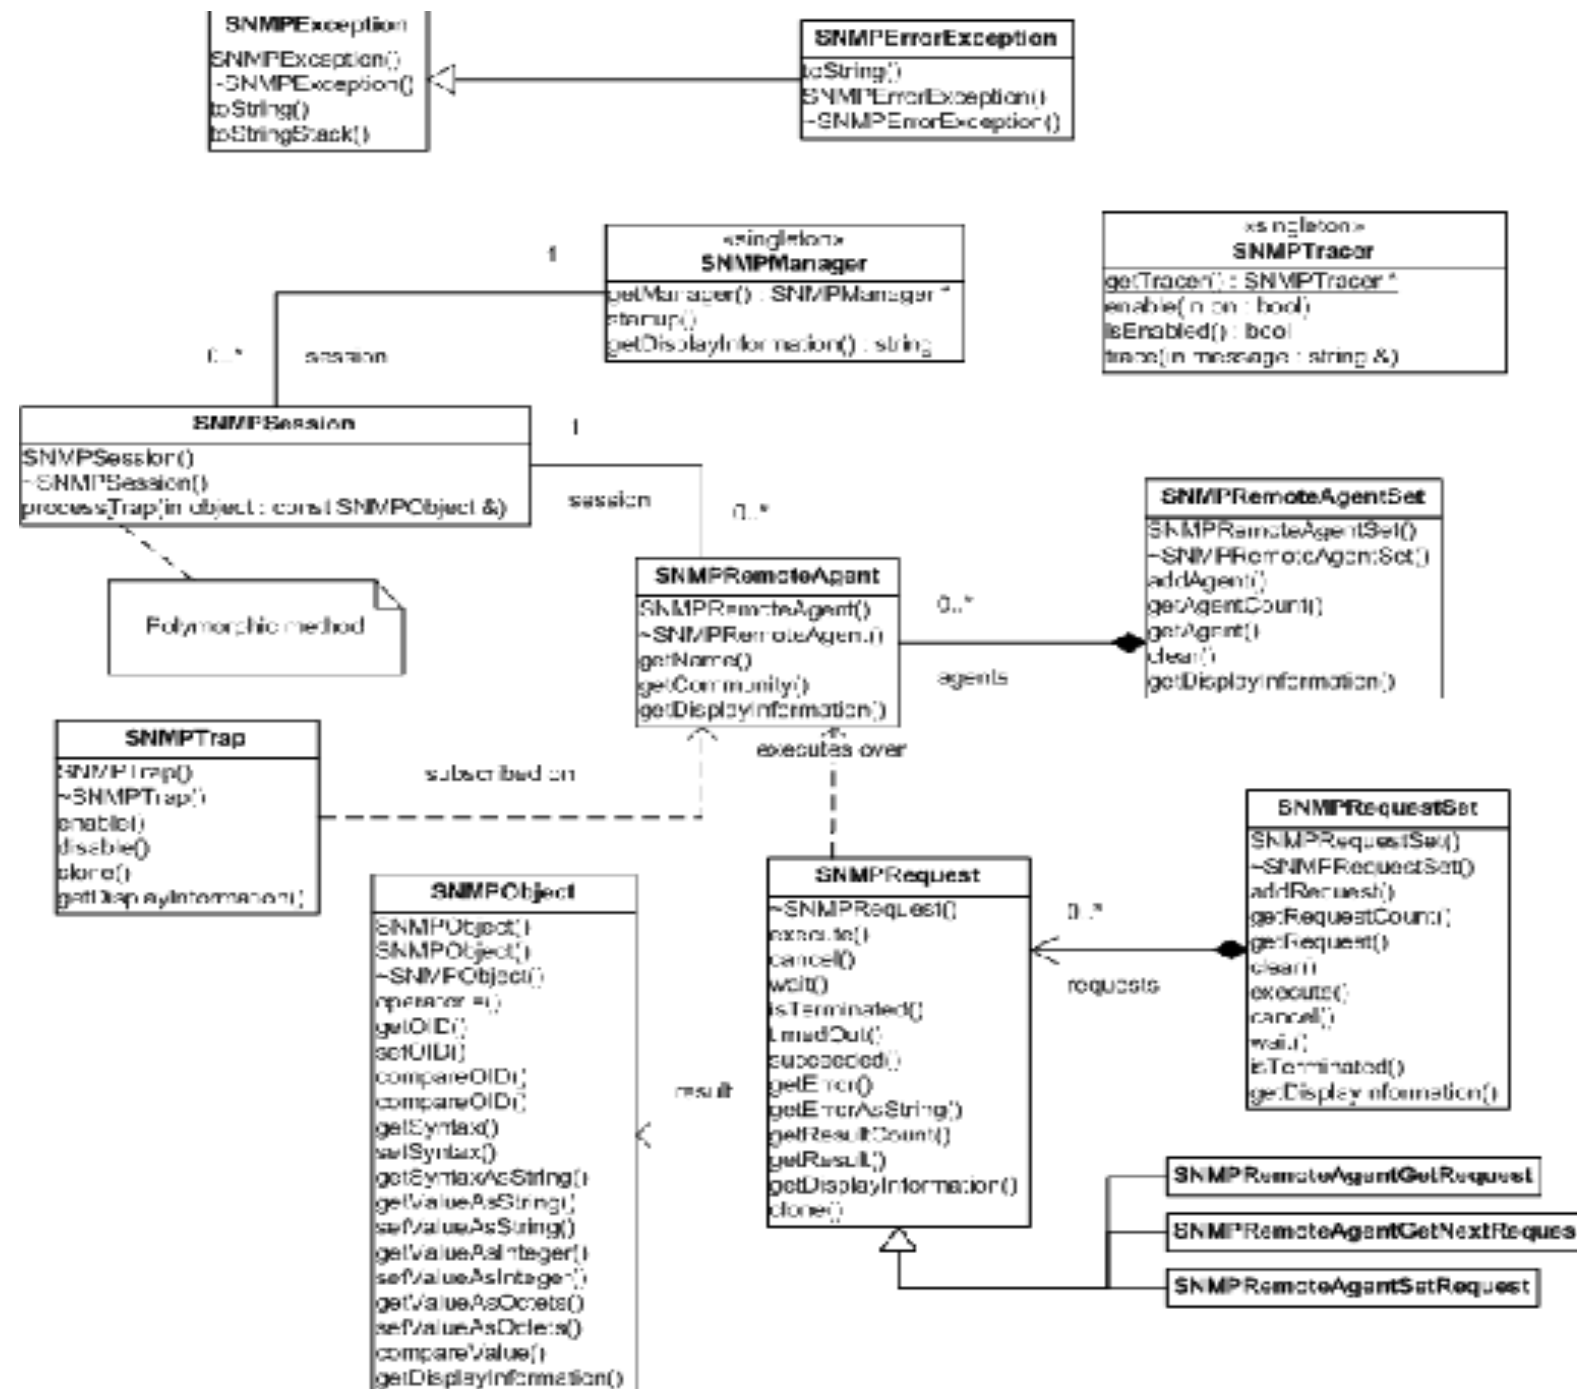 SNMPException
SNMPException()
~SNMPException()
toString()
toStringStack()
SNMPErrorException
toString()
SNMPErrorException()
~SNMPErrorException()
«singleton»
SNMPManager
getManager() : SNMPManager *
startup()
getDisplayInformation() : string
«singleton»
SNMPTracer
getTracer() : SNMPTracer *
enable(in on : bool)
isEnabled() : bool
trace(in message : string &)
1
0..*
session
SNMPSession
SNMPSession()
~SNMPSession()
processTrap(in object : const SNMPObject &)
1
session
0..*
Polymorphic method
SNMPRemoteAgent
SNMPRemoteAgent()
~SNMPRemoteAgent()
getName()
getCommunity()
getDisplayInformation()
0..*
agents
SNMPRemoteAgentSet
SNMPRemoteAgentSet()
~SNMPRemoteAgentSet()
addAgent()
getAgentCount()
getAgent()
clear()
getDisplayInformation()
SNMPTrap
SNMPTrap()
~SNMPTrap()
enable()
disable()
clone()
getDisplayInformation()
subscribed on
executes over
SNMPObject
SNMPObject()
SNMPObject()
~SNMPObject()
operator =()
getOID()
setOID()
compareOID()
compareOID()
getSyntax()
setSyntax()
getSyntaxAsString()
getValueAsString()
setValueAsString()
getValueAsInteger()
setValueAsInteger()
getValueAsOctets()
setValueAsOctets()
compareValue()
getDisplayInformation()
result
SNMPRequest
~SNMPRequest()
execute()
cancel()
wait()
isTerminated()
timedOut()
succeeded()
getError()
getErrorAsString()
getResultCount()
getResult()
getDisplayInformation()
clone()
0..*
requests
SNMPRequestSet
SNMPRequestSet()
~SNMPRequestSet()
addRequest()
getRequestCount()
getRequest()
clear()
execute()
cancel()
wait()
isTerminated()
getDisplayInformation()
SNMPRemoteAgentGetRequest
SNMPRemoteAgentGetNextReques
SNMPRemoteAgentSetRequest